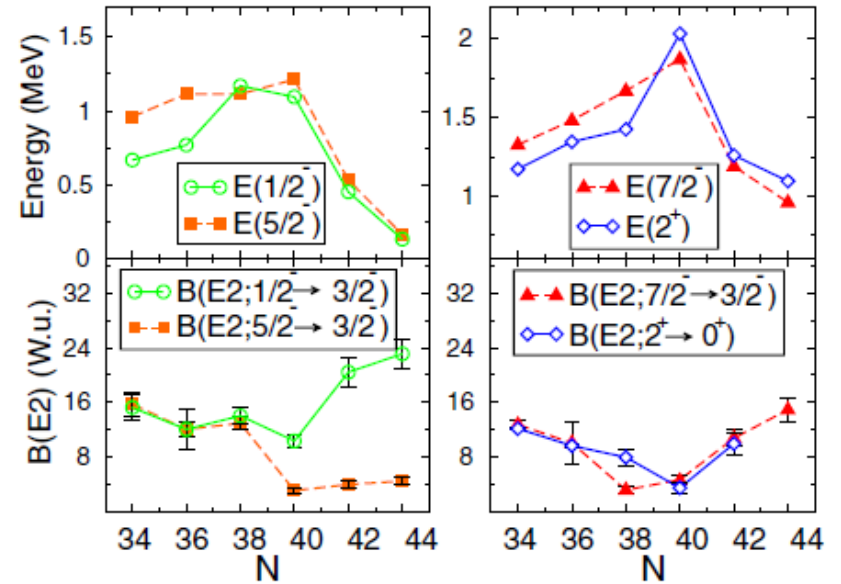 1.5
1
0.5
0
Energy (MeV)
E(1/2⁻)
E(5/2⁻)
2
1.5
1
E(7/2⁻)
E(2⁺)
32
24
16
8
B(E2) (W.u.)
B(E2;1/2⁻→ 3/2⁻)
B(E2;5/2⁻→ 3/2⁻)
34 36 38 40 42 44
N
32
24
16
8
B(E2;7/2⁻→3/2⁻)
B(E2;2⁺→ 0⁺)
34 36 38 40 42 44
N